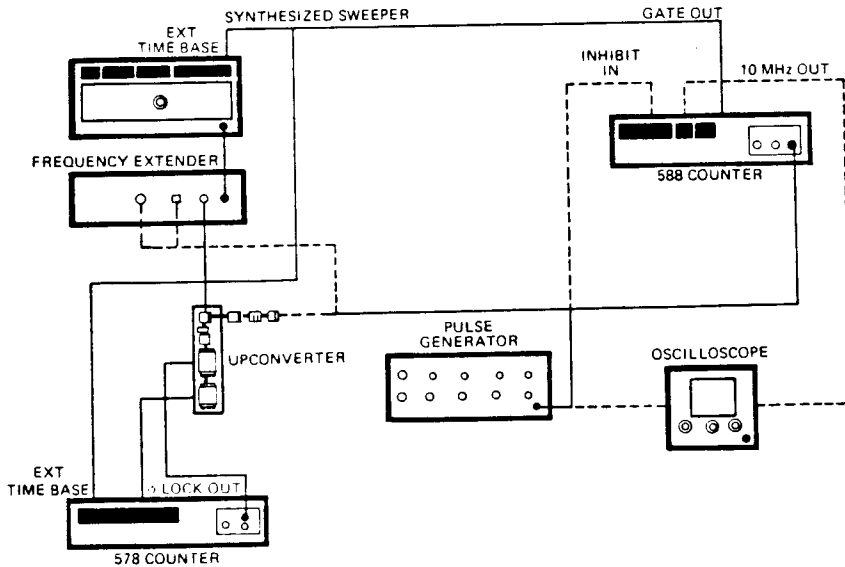 SYNTHESIZED SWEEPER
GATE OUT
EXT
TIME BASE
INHIBIT
IN
10 MHz OUT
FREQUENCY EXTENDER
588 COUNTER
UPCONVERTER
PULSE
GENERATOR
OSCILLOSCOPE
EXT
TIME BASE
ϕ LOCK OUT
578 COUNTER